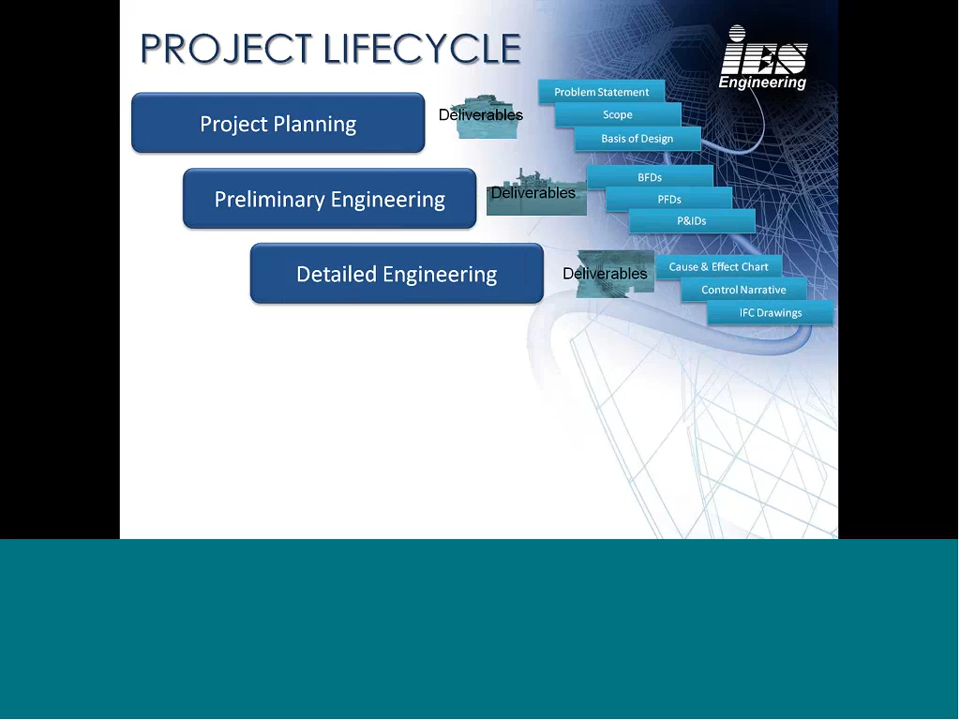 PROJECT LIFECYCLE
iES
Engineering
Project Planning
Deliverables
Problem Statement
Scope
Basis of Design
Preliminary Engineering
Deliverables
BFDs
PFDs
P&IDs
Detailed Engineering
Deliverables
Cause & Effect Chart
Control Narrative
IFC Drawings